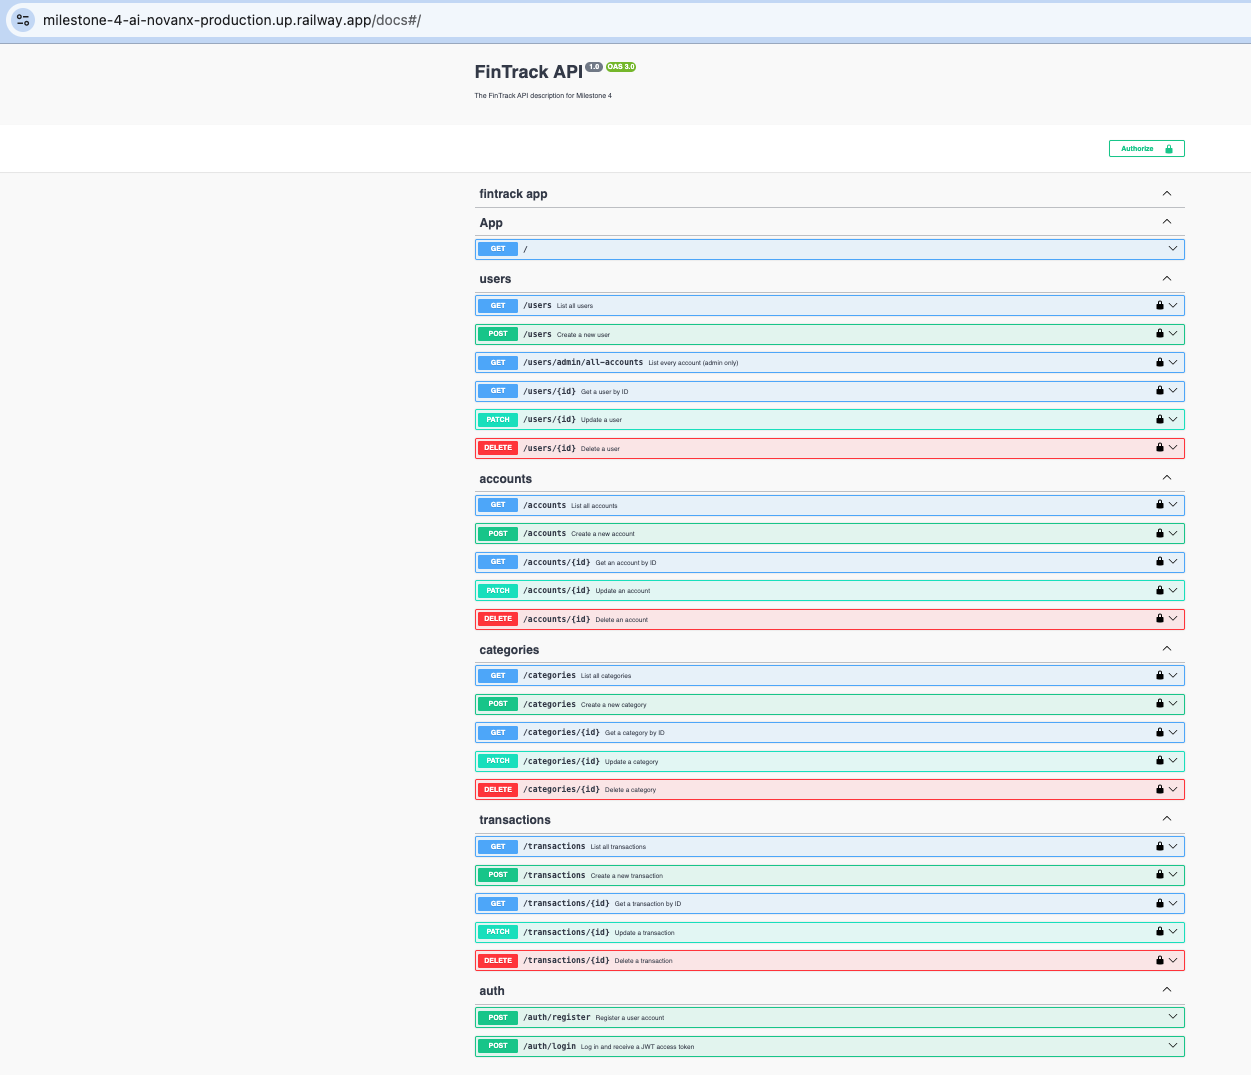 milestone-4-ai-novanx-production.up.railway.app/docs#/
FinTrack API 1.0 OAS 3.0
The FinTrack API description for Milestone 4
Authorize
fintrack app
App
GET /
users
GET /users List all users
POST /users Create a new user
GET /users/admin/all-accounts List every account (admin only)
GET /users/{id} Get a user by ID
PATCH /users/{id} Update a user
DELETE /users/{id} Delete a user
accounts
GET /accounts List all accounts
POST /accounts Create a new account
GET /accounts/{id} Get an account by ID
PATCH /accounts/{id} Update an account
DELETE /accounts/{id} Delete an account
categories
GET /categories List all categories
POST /categories Create a new category
GET /categories/{id} Get a category by ID
PATCH /categories/{id} Update a category
DELETE /categories/{id} Delete a category
transactions
GET /transactions List all transactions
POST /transactions Create a new transaction
GET /transactions/{id} Get a transaction by ID
PATCH /transactions/{id} Update a transaction
DELETE /transactions/{id} Delete a transaction
auth
POST /auth/register Register a user account
POST /auth/login Log in and receive a JWT access token